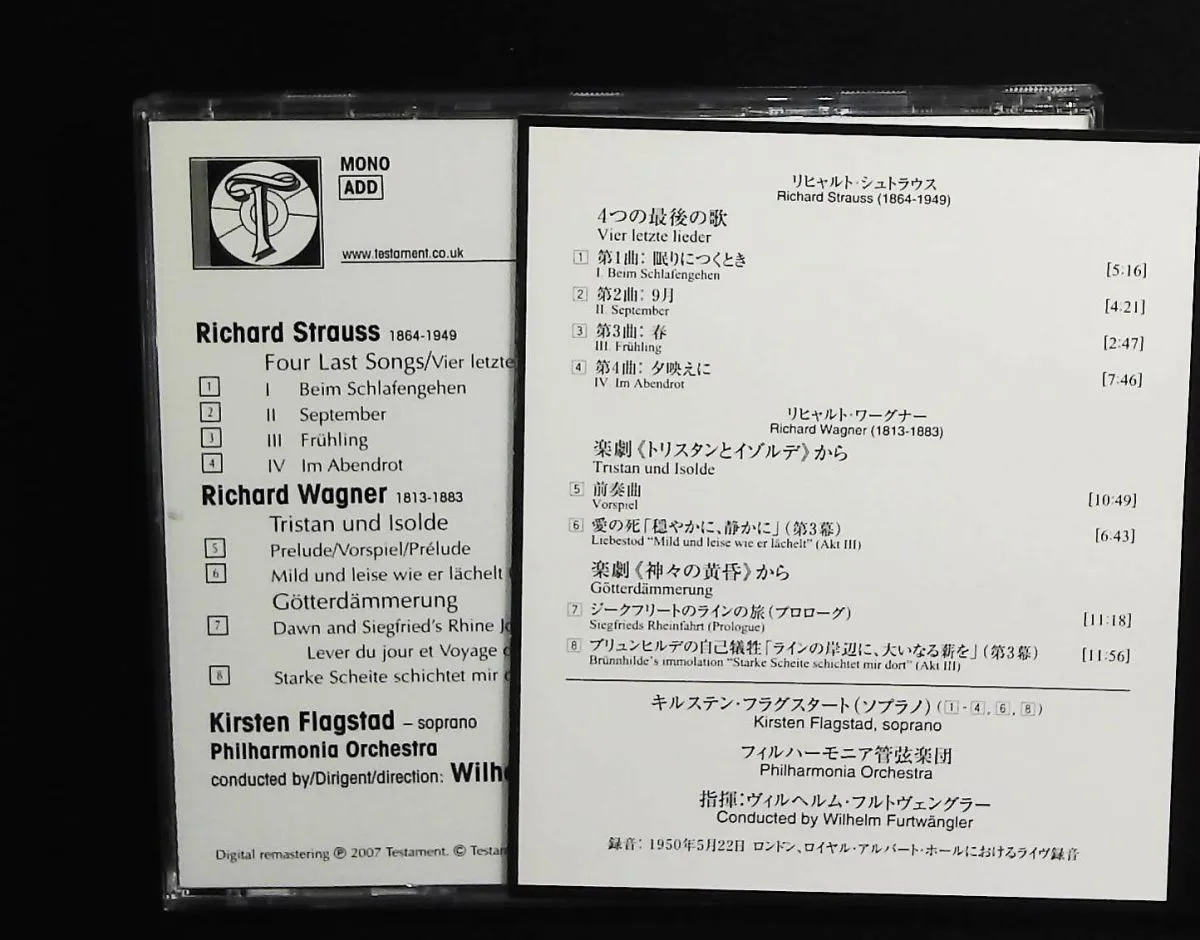 MONO
ADD
www.testament.co.uk
Richard Strauss 1864-1949
Four Last Songs/Vier letzte
1 I Beim Schlafengehen
2 II September
3 III Frühling
4 IV Im Abendrot
Richard Wagner 1813-1883
Tristan und Isolde
5 Prelude/Vorspiel/Prélude
6 Mild und leise wie er lächelt
Götterdämmerung
7 Dawn and Siegfried's Rhine
Lever du jour et Voyage
8 Starke Scheite schichtet mir
Kirsten Flagstad – soprano
Philharmonia Orchestra
conducted by/Dirigent/direction: Wilh
Digital remastering ℗ 2007 Testament. © Testa
リヒャルト・シュトラウス
Richard Strauss (1864-1949)
4つの最後の歌
Vier letzte lieder
1 第1曲: 眠りにつくとき [5:16]
I. Beim Schlafengehen
2 第2曲: 9月 [4:21]
II. September
3 第3曲: 春 [2:47]
III. Frühling
4 第4曲: 夕映えに [7:46]
IV Im Abendrot
リヒャルト・ワーグナー
Richard Wagner (1813-1883)
楽劇《トリスタンとイゾルデ》から
Tristan und Isolde
5 前奏曲 [10:49]
Vorspiel
6 愛の死「穏やかに、静かに」(第3幕) [6:43]
Liebestod "Mild und leise wie er lächelt" (Akt III)
楽劇《神々の黄昏》から
Götterdämmerung
7 ジークフリートのラインの旅(プロローグ) [11:18]
Siegfrieds Rheinfahrt (Prologue)
8 ブリュンヒルデの自己犠牲「ラインの岸辺に、大いなる薪を」(第3幕) [11:56]
Brünnhilde's immolation "Starke Scheite schichtet mir dort" (Akt III)
キルステン・フラグスタート(ソプラノ)(1-4, 6, 8)
Kirsten Flagstad, soprano
フィルハーモニア管弦楽団
Philharmonia Orchestra
指揮:ヴィルヘルム・フルトヴェングラー
Conducted by Wilhelm Furtwängler
録音: 1950年5月22日 ロンドン、ロイヤル・アルバート・ホールにおけるライヴ録音